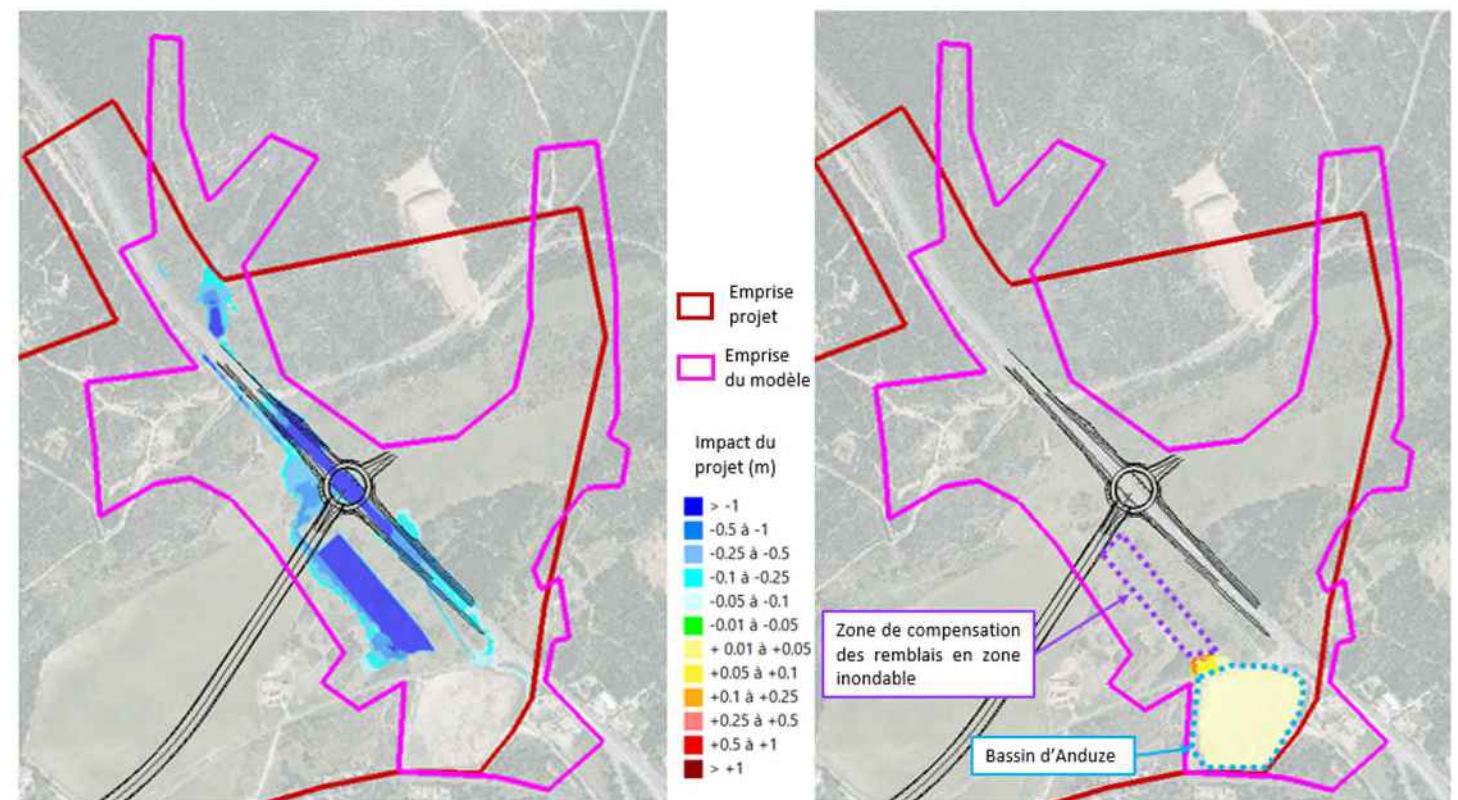 Emprise
projet
Emprise
du modèle
Impact du
projet (m)
> -1
-0.5 à -1
-0.25 à -0.5
-0.1 à -0.25
-0.05 à -0.1
-0.01 à -0.05
+ 0.01 à +0.05
+0.05 à +0.1
+0.1 à +0.25
+0.25 à +0.5
+0.5 à +1
> +1
Zone de compensation
des remblais en zone
inondable
Bassin d'Anduze